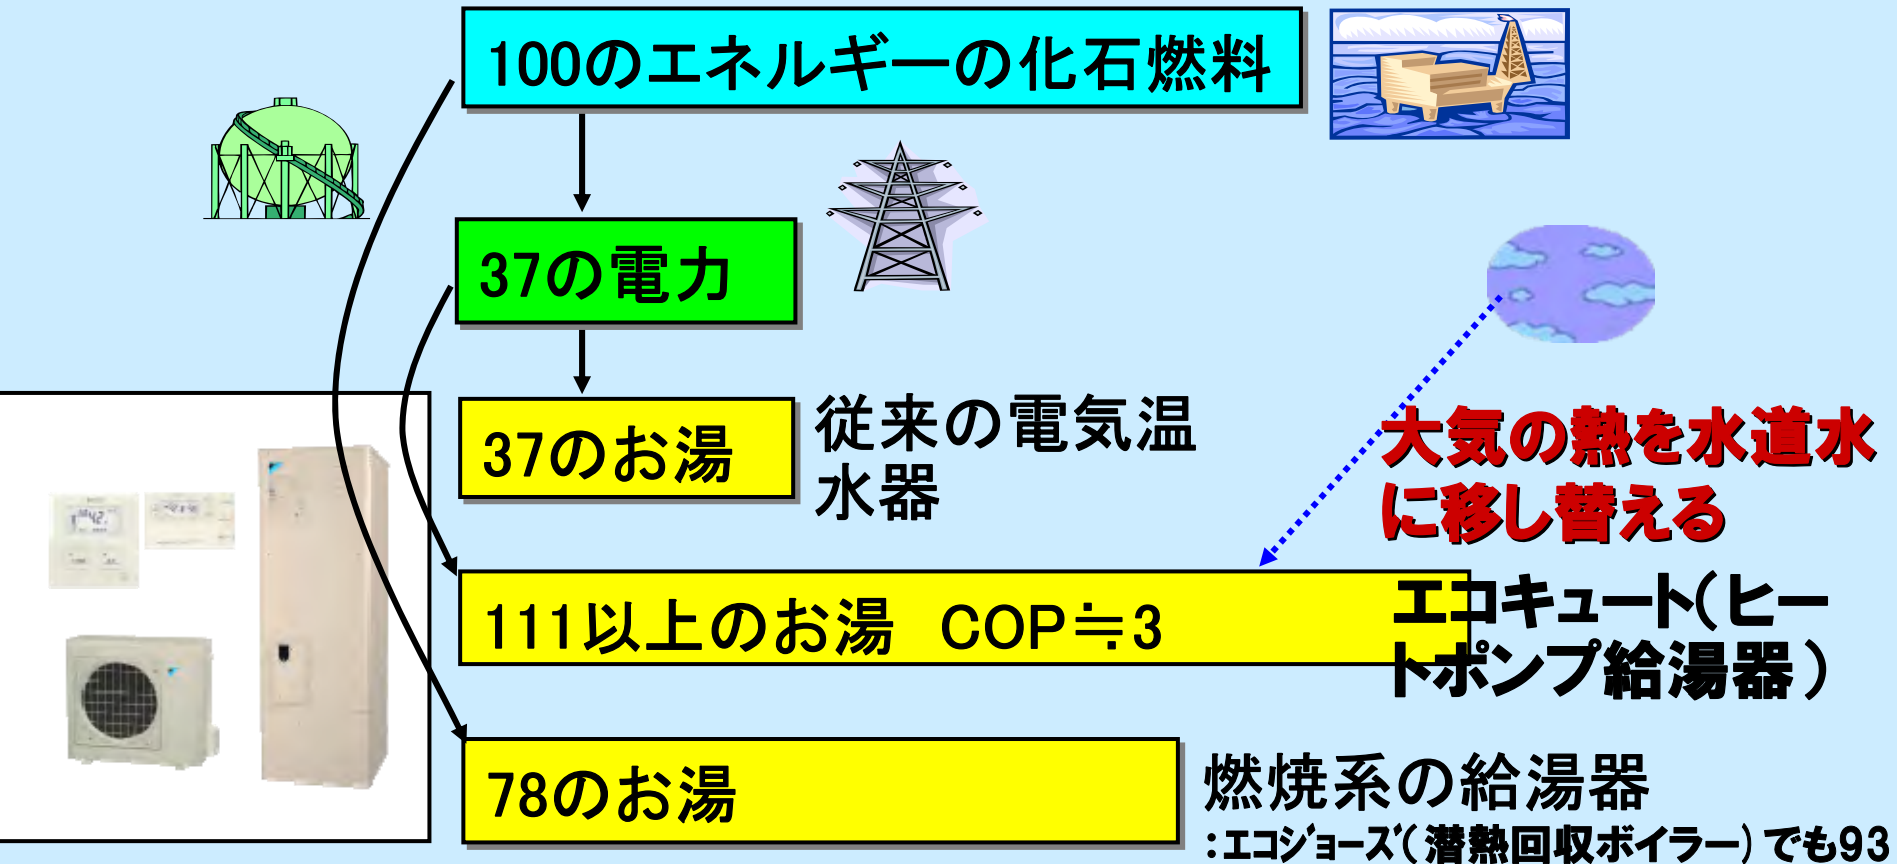 100のエネルギーの化石燃料
37の電力
37のお湯
従来の電気温
水器
大気の熱を水道水
に移し替える
111以上のお湯 COP≒3
エコキュート(ヒー
トポンプ給湯器)
78のお湯
燃焼系の給湯器
:エコジョーズ(潜熱回収ボイラー)でも93